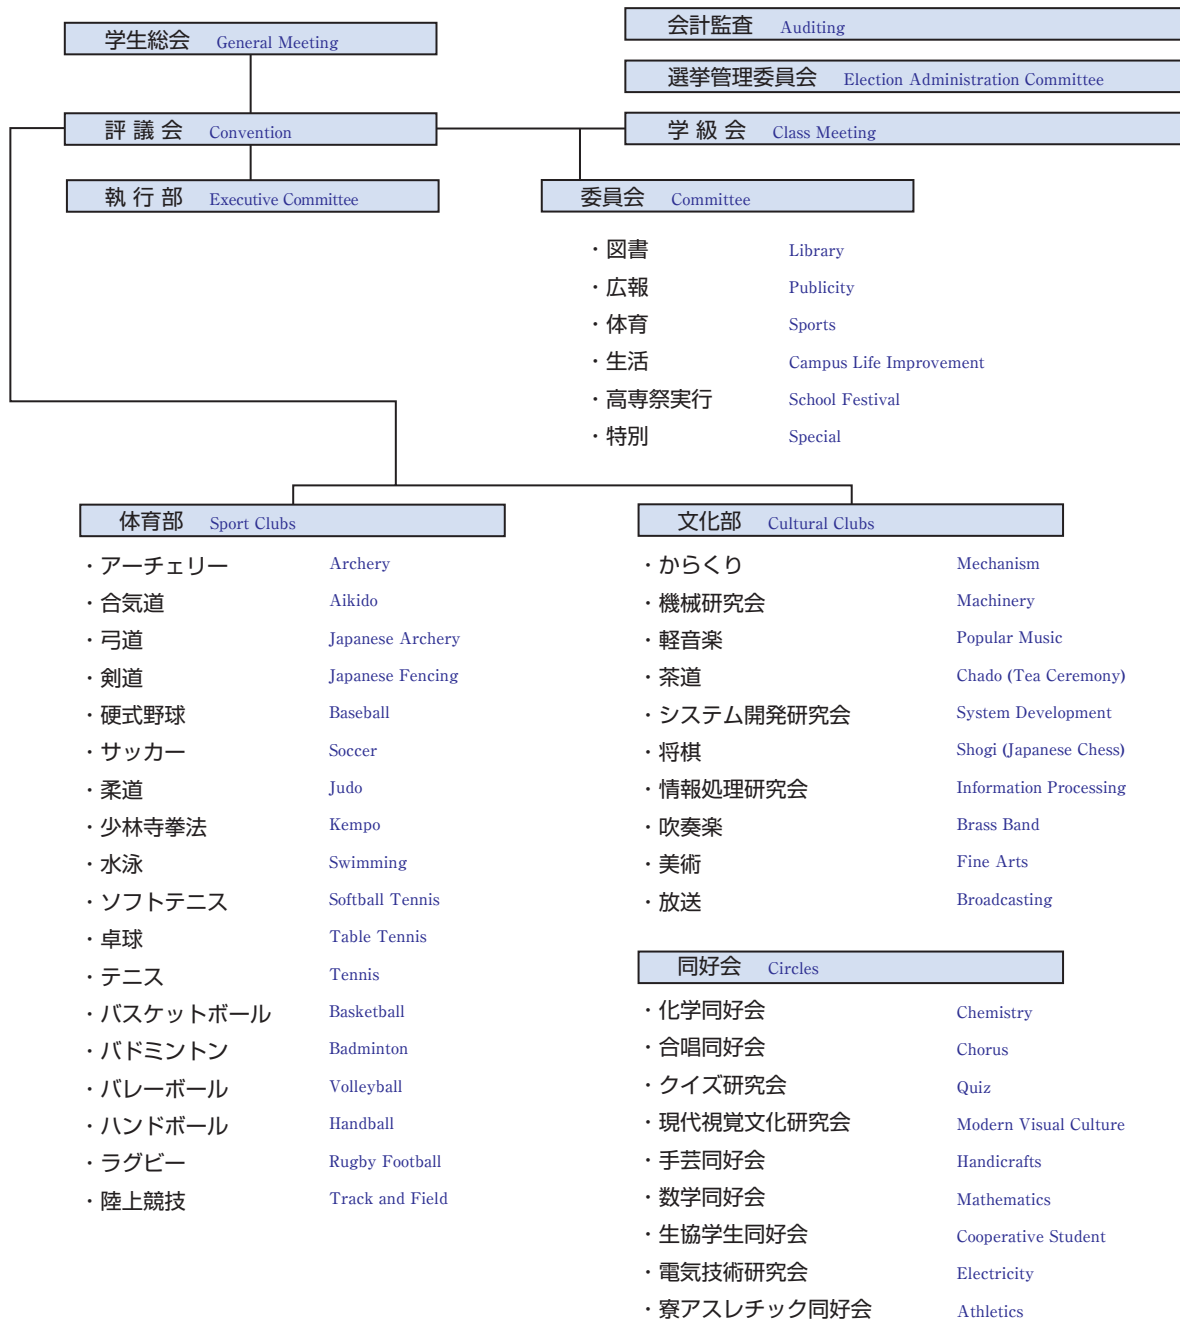 学生総会 General Meeting
会計監査 Auditing
選挙管理委員会 Election Administration Committee
評 議 会 Convention
学 級 会 Class Meeting
執 行 部 Executive Committee
委員会 Committee
・図書 Library
・広報 Publicity
・体育 Sports
・生活 Campus Life Improvement
・高専祭実行 School Festival
・特別 Special
体育部 Sport Clubs
・アーチェリー Archery
・合気道 Aikido
・弓道 Japanese Archery
・剣道 Japanese Fencing
・硬式野球 Baseball
・サッカー Soccer
・柔道 Judo
・少林寺拳法 Kempo
・水泳 Swimming
・ソフトテニス Softball Tennis
・卓球 Table Tennis
・テニス Tennis
・バスケットボール Basketball
・バドミントン Badminton
・バレーボール Volleyball
・ハンドボール Handball
・ラグビー Rugby Football
・陸上競技 Track and Field
文化部 Cultural Clubs
・からくり Mechanism
・機械研究会 Machinery
・軽音楽 Popular Music
・茶道 Chado (Tea Ceremony)
・システム開発研究会 System Development
・将棋 Shogi (Japanese Chess)
・情報処理研究会 Information Processing
・吹奏楽 Brass Band
・美術 Fine Arts
・放送 Broadcasting
同好会 Circles
・化学同好会 Chemistry
・合唱同好会 Chorus
・クイズ研究会 Quiz
・現代視覚文化研究会 Modern Visual Culture
・手芸同好会 Handicrafts
・数学同好会 Mathematics
・生協学生同好会 Cooperative Student
・電気技術研究会 Electricity
・寮アスレチック同好会 Athletics